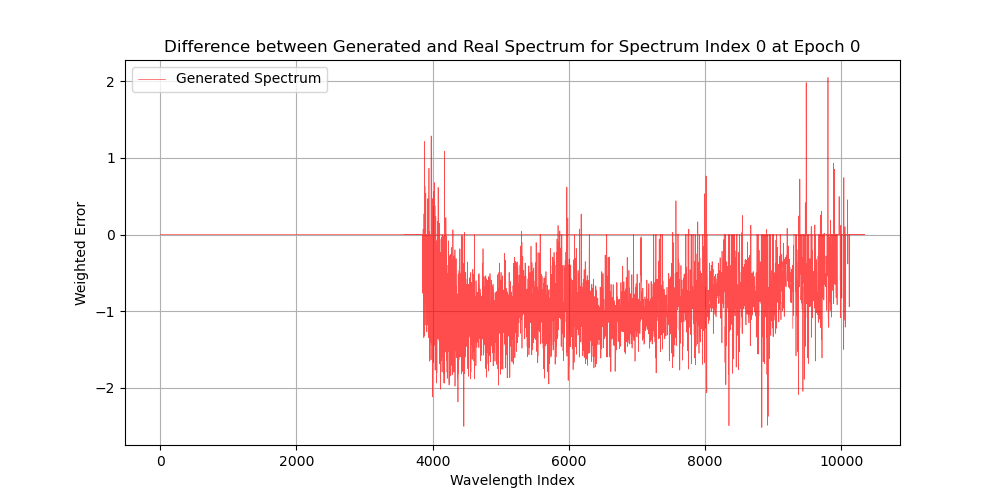 Difference between Generated and Real Spectrum for Spectrum Index 0 at Epoch 0
Generated Spectrum
2
1
0
−1
−2
Weighted Error
0 2000 4000 6000 8000 10000
Wavelength Index